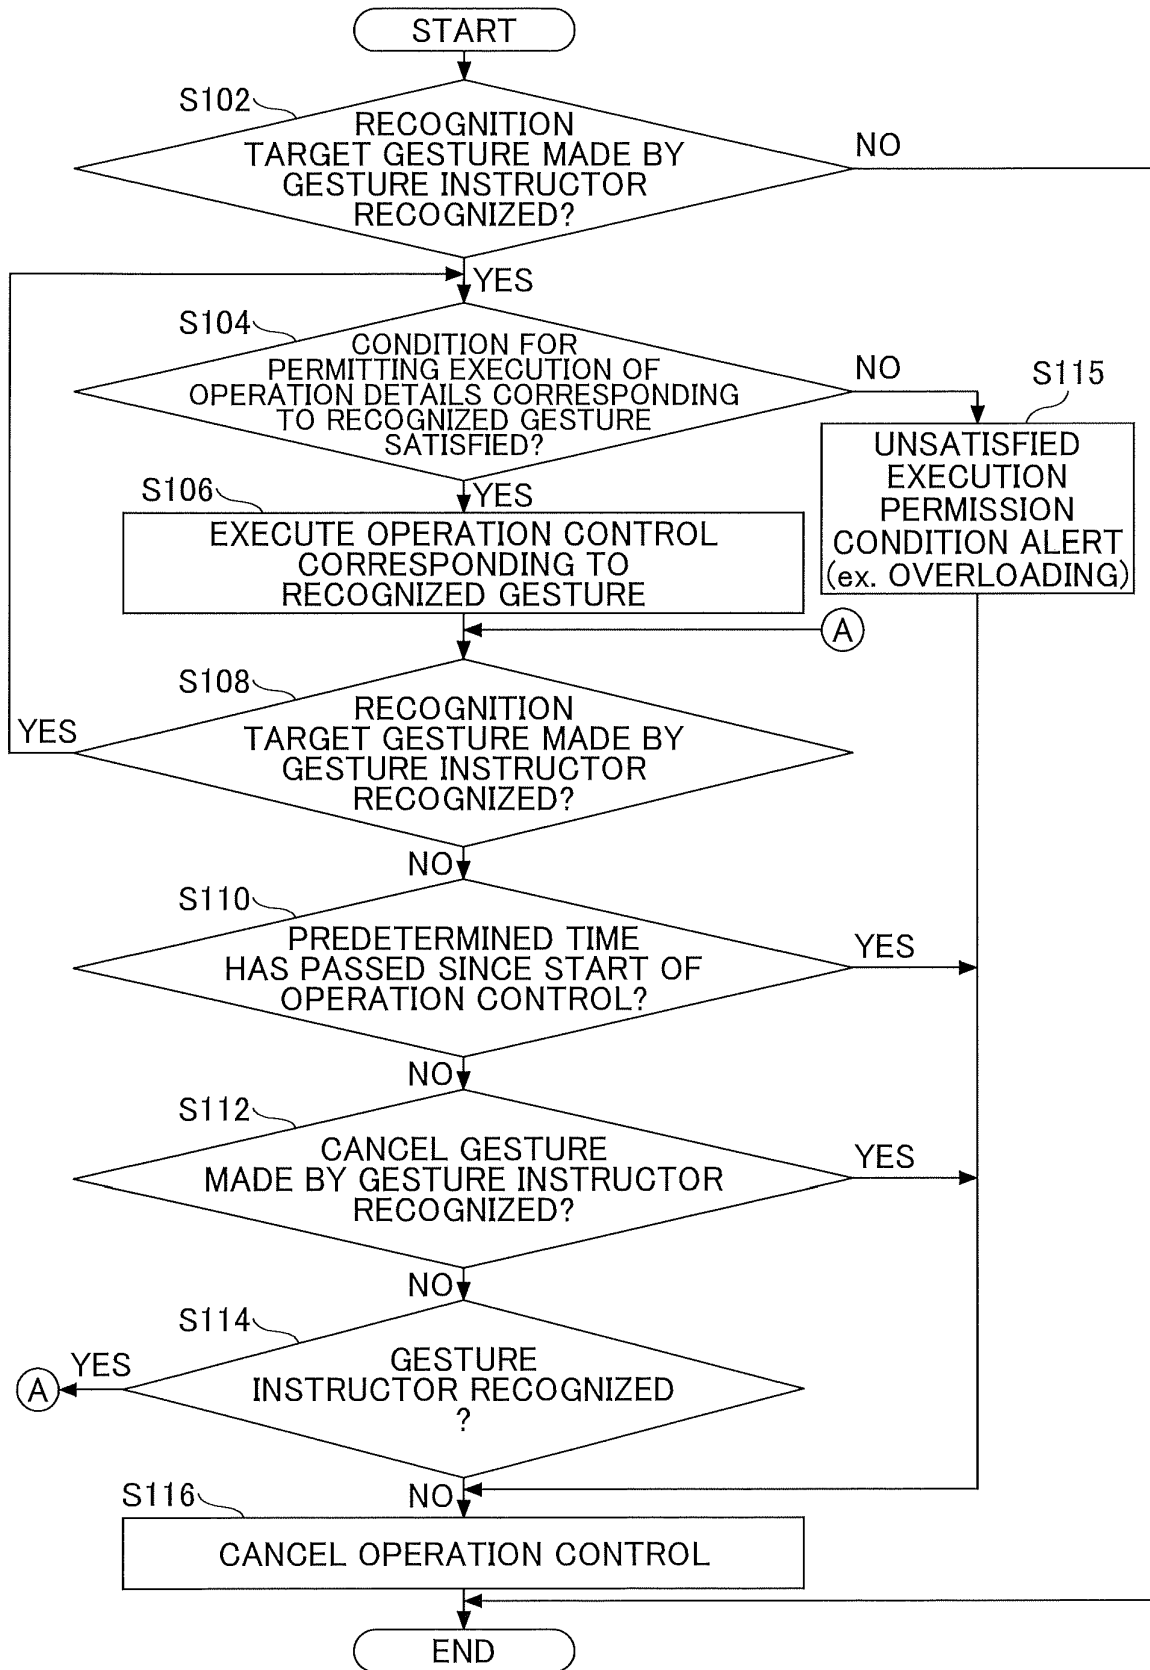 START
S102
RECOGNITION
TARGET GESTURE MADE BY
GESTURE INSTRUCTOR
RECOGNIZED?
NO
YES
S104
CONDITION FOR
PERMITTING EXECUTION OF
OPERATION DETAILS CORRESPONDING
TO RECOGNIZED GESTURE
SATISFIED?
NO
S115
UNSATISFIED
EXECUTION
PERMISSION
CONDITION ALERT
(ex. OVERLOADING)
YES
S106
EXECUTE OPERATION CONTROL
CORRESPONDING TO
RECOGNIZED GESTURE
A
S108
RECOGNITION
TARGET GESTURE MADE BY
GESTURE INSTRUCTOR
RECOGNIZED?
YES
NO
S110
PREDETERMINED TIME
HAS PASSED SINCE START OF
OPERATION CONTROL?
YES
NO
S112
CANCEL GESTURE
MADE BY GESTURE INSTRUCTOR
RECOGNIZED?
YES
NO
S114
GESTURE
INSTRUCTOR RECOGNIZED
?
YES
A
NO
S116
CANCEL OPERATION CONTROL
END